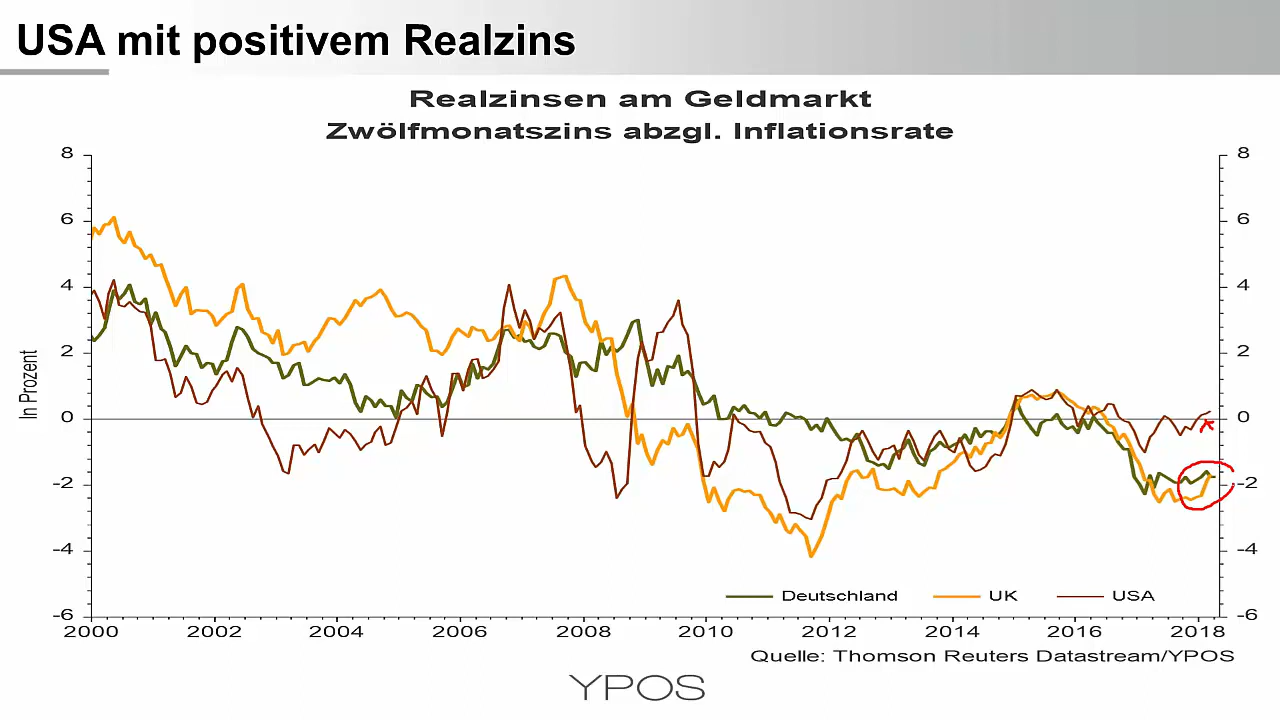 USA mit positivem Realzins
Realzinsen am Geldmarkt
Zwölfmonatszins abzgl. Inflationsrate
8 8
6 6
4 4
2 2
0 0
-2 -2
-4 -4
-6 -6
In Prozent
Deutschland UK USA
2000 2002 2004 2006 2008 2010 2012 2014 2016 2018
Quelle: Thomson Reuters Datastream/YPOS
YPOS